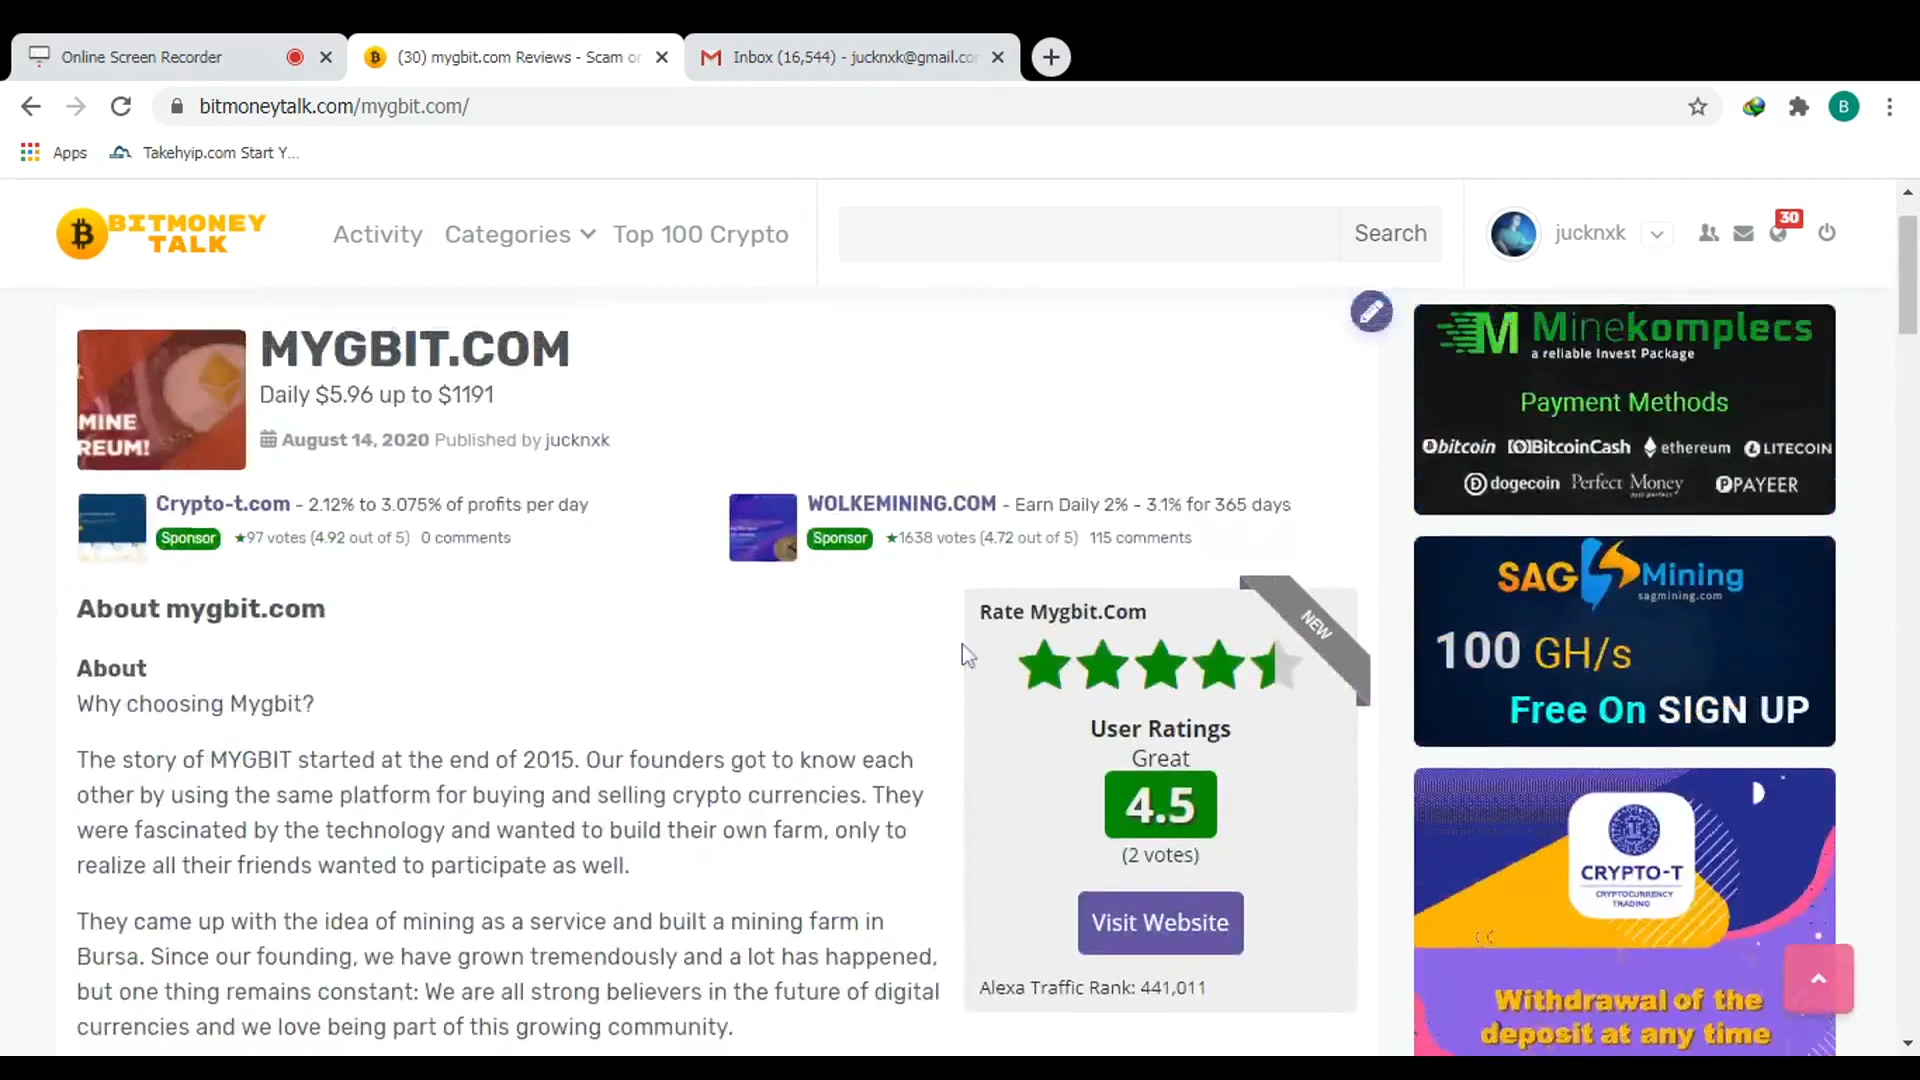 Online Screen Recorder
(30) mygbit.com Reviews - Scam or
Inbox (16,544) - jucknxk@gmail.co
bitmoneytalk.com/mygbit.com/
B
Apps
Takehyip.com Start Y...
BITMONEY
TALK
Activity
Categories
Top 100 Crypto
Search
jucknxk
30
MINE
REUM!
MYGBIT.COM
Daily $5.96 up to $1191
August 14, 2020 Published by jucknxk
Crypto-t.com - 2.12% to 3.075% of profits per day
Sponsor ★97 votes (4.92 out of 5) 0 comments
WOLKEMINING.COM - Earn Daily 2% - 3.1% for 365 days
Sponsor ★1638 votes (4.72 out of 5) 115 comments
About mygbit.com
About
Why choosing Mygbit?
The story of MYGBIT started at the end of 2015. Our founders got to know each
other by using the same platform for buying and selling crypto currencies. They
were fascinated by the technology and wanted to build their own farm, only to
realize all their friends wanted to participate as well.
They came up with the idea of mining as a service and built a mining farm in
Bursa. Since our founding, we have grown tremendously and a lot has happened,
but one thing remains constant: We are all strong believers in the future of digital
currencies and we love being part of this growing community.
Rate Mygbit.Com
NEW
User Ratings
Great
4.5
(2 votes)
Visit Website
Alexa Traffic Rank: 441,011
Minekomplecs
a reliable Invest Package
Payment Methods
bitcoin BitcoinCash ethereum LITECOIN
dogecoin Perfect Money PAYEER
SAG Mining
sagmining.com
100 GH/s
Free On SIGN UP
CRYPTO-T
CRYPTOCURRENCY
TRADING
Withdrawal of the
deposit at any time